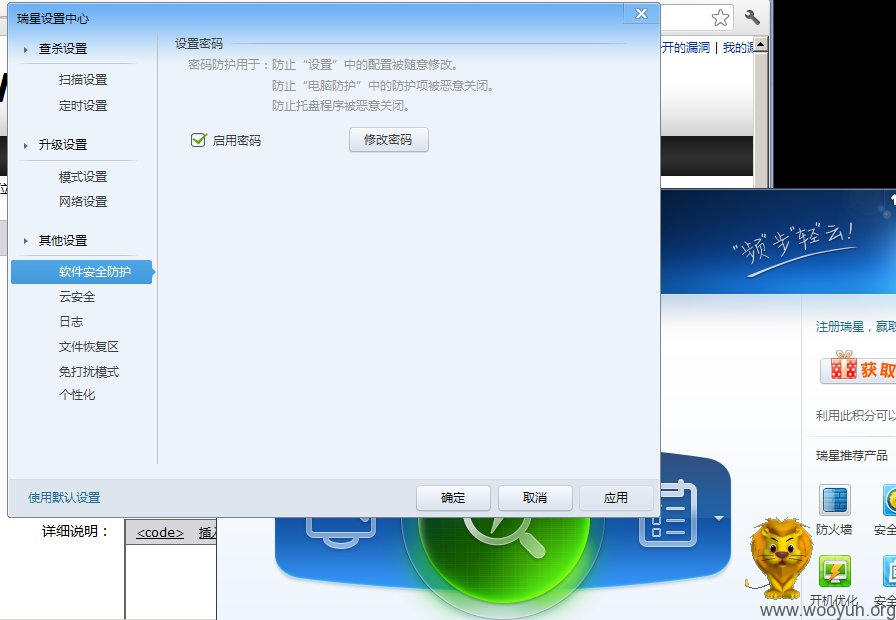 瑞星设置中心
查杀设置
扫描设置
定时设置
升级设置
模式设置
网络设置
其他设置
软件安全防护
云安全
日志
文件恢复区
免打扰模式
个性化
使用默认设置
设置密码
密码防护用于：防止“设置”中的配置被随意修改。
防止“电脑防护”中的防护项被恶意关闭。
防止托盘程序被恶意关闭。
启用密码
修改密码
确定
取消
应用
开的漏洞 | 我的漏
“频”步“轻”云！
注册瑞星，赢取
获取
利用此积分可以
瑞星推荐产品
防火墙
安全
开机优化
安全
详细说明：
<code>
插入
www.wooyun.org